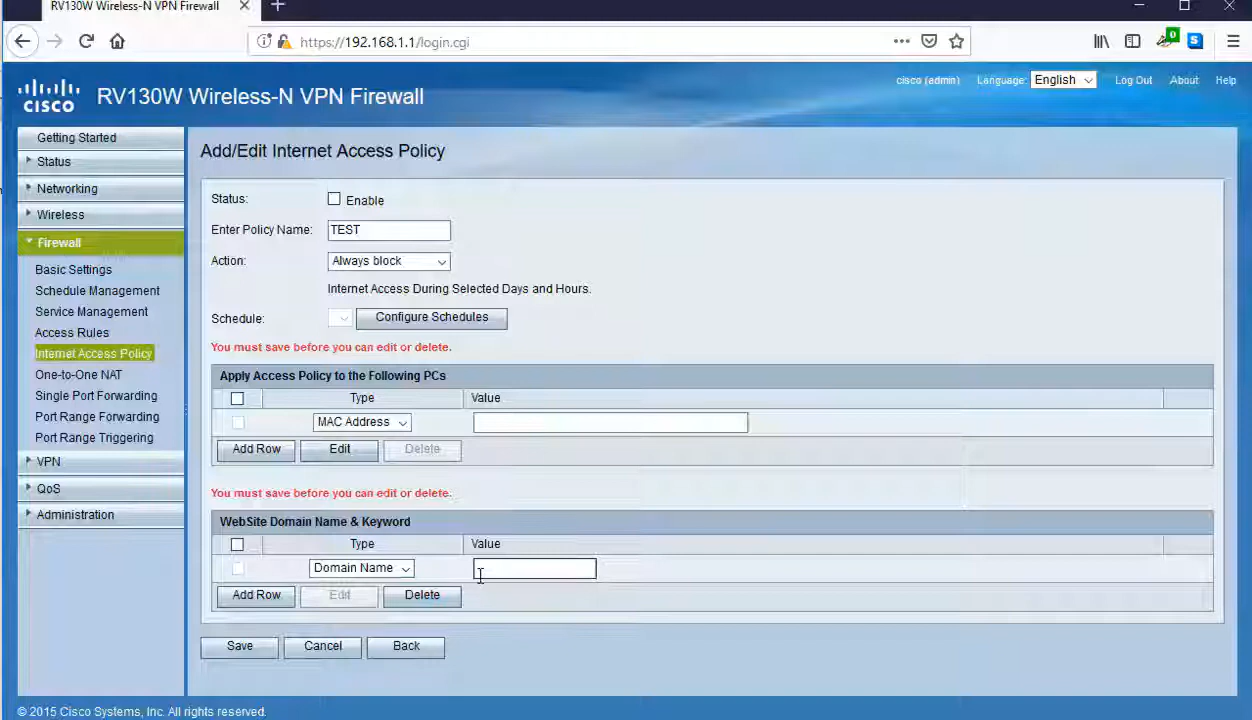 RV130W Wireless-N VPN Firewall
https://192.168.1.1/login.cgi
0
S
CISCO
RV130W Wireless-N VPN Firewall
cisco (admin) Language: English Log Out About Help
Getting Started
Status
Networking
Wireless
Firewall
Basic Settings
Schedule Management
Service Management
Access Rules
Internet Access Policy
One-to-One NAT
Single Port Forwarding
Port Range Forwarding
Port Range Triggering
VPN
QoS
Administration
Add/Edit Internet Access Policy
Status: Enable
Enter Policy Name: TEST
Action: Always block
Internet Access During Selected Days and Hours.
Schedule: Configure Schedules
You must save before you can edit or delete.
Apply Access Policy to the Following PCs
Type Value
MAC Address
Add Row Edit Delete
You must save before you can edit or delete.
WebSite Domain Name & Keyword
Type Value
Domain Name
Add Row Edit Delete
Save Cancel Back
© 2015 Cisco Systems, Inc. All rights reserved.